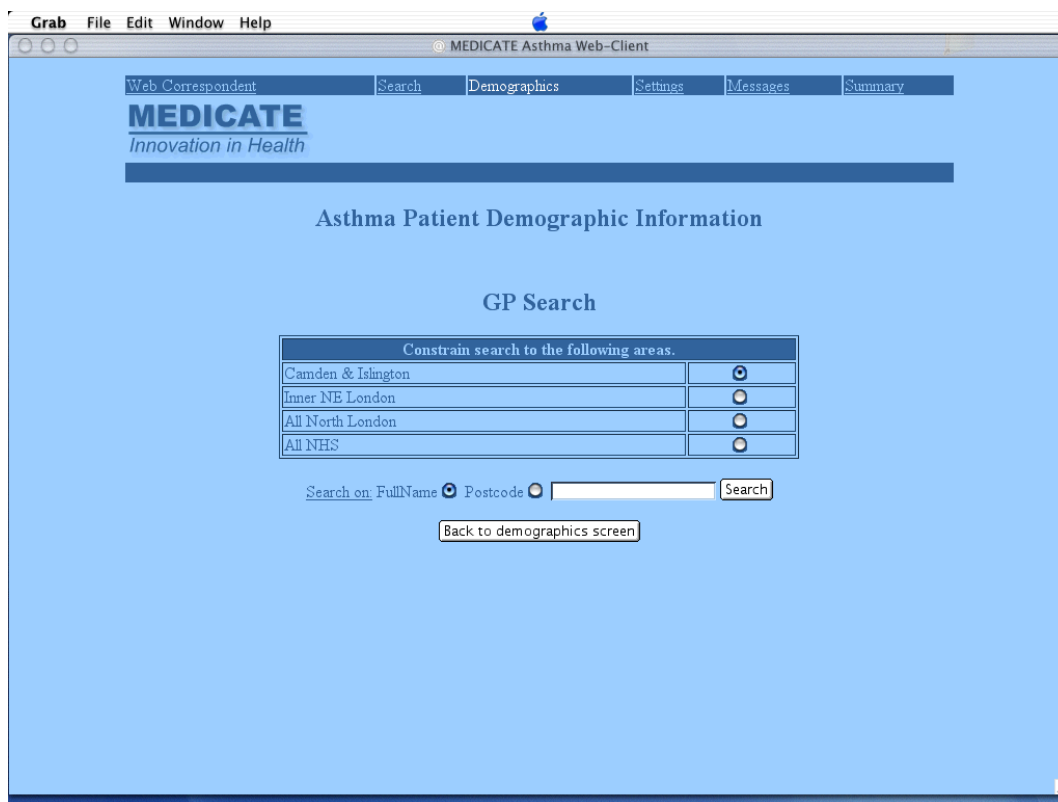 Grab File Edit Window Help
@ MEDICATE Asthma Web-Client
Web Correspondent Search Demographics Settings Messages Summary
MEDICATE
Innovation in Health
Asthma Patient Demographic Information
GP Search
Constrain search to the following areas.
Camden & Islington
Inner NE London
All North London
All NHS
Search on: FullName Postcode Search
Back to demographics screen